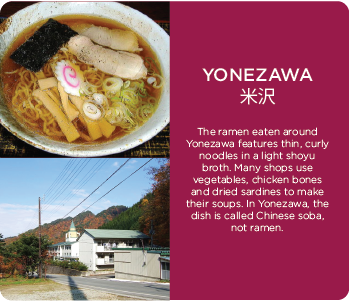 YONEZAWA
米沢
The ramen eaten around
Yonezawa features thin, curly
noodles in a light shoyu
broth. Many shops use
vegetables, chicken bones
and dried sardines to make
their soups. In Yonezawa, the
dish is called Chinese soba,
not ramen.